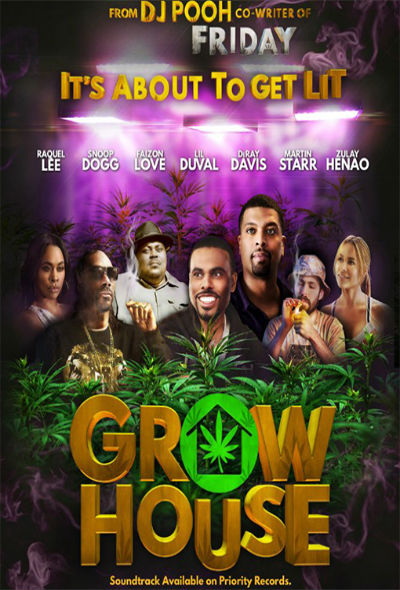 FROM DJ POOH CO-WRITER OF
FRIDAY
IT'S ABOUT TO GET LIT
RAQUEL LEE SNOOP DOGG FAIZON LOVE LIL DUVAL DERAY DAVIS MARTIN STARR ZULAY HENAO
GROW
HOUSE
Soundtrack Available on Priority Records.